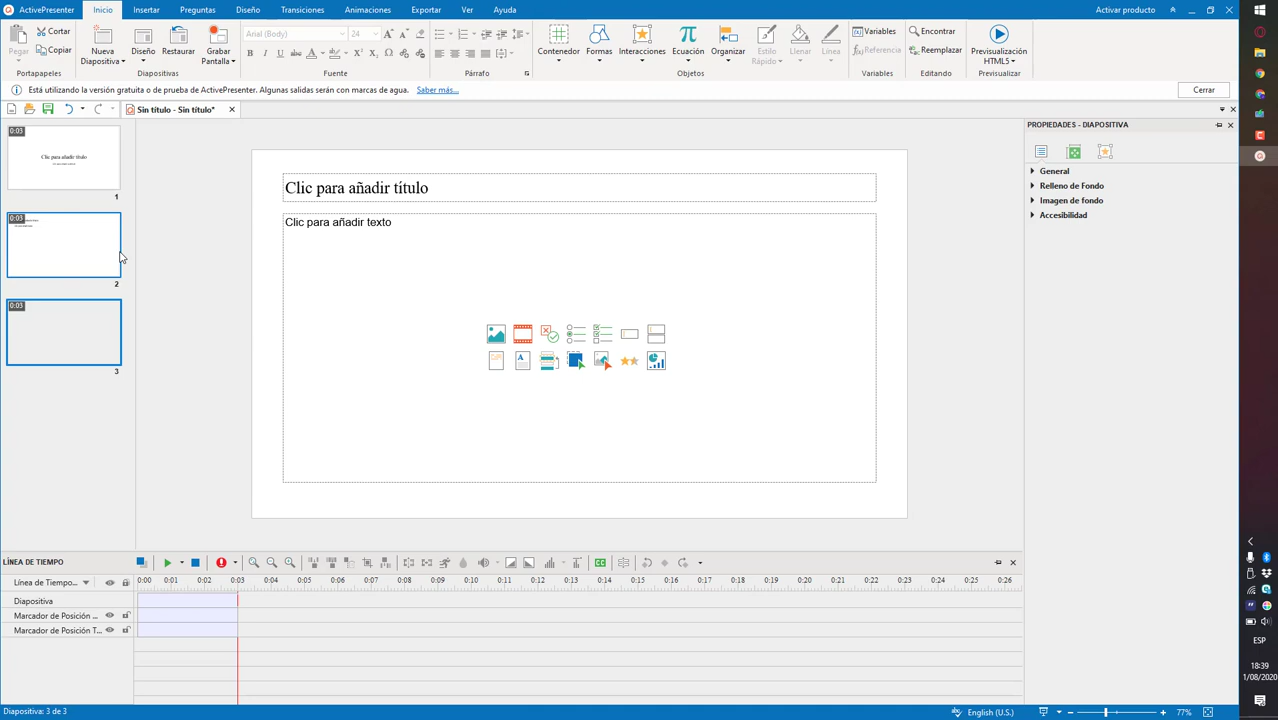 ActivePresenter
Inicio
Insertar
Preguntas
Diseño
Transiciones
Animaciones
Exportar
Ver
Ayuda
Activar producto
Pegar
Cortar
Copiar
Portapapeles
Nueva Diapositiva
Diseño
Restaurar
Grabar Pantalla
Diapositivas
Arial (Body)
24
Fuente
Párrafo
Contenedor
Formas
Interacciones
Ecuación
Organizar
Estilo Rápido
Llenar
Línea
Objetos
Variables
Referencia
Variables
Encontrar
Reemplazar
Editando
Previsualización HTML5
Previsualizar
Está utilizando la versión gratuita o de prueba de ActivePresenter. Algunas salidas serán con marcas de agua.
Saber más...
Cerrar
Sin título - Sin título*
0:03
Clic para añadir título
1
0:03
2
0:03
3
Clic para añadir título
Clic para añadir texto
PROPIEDADES - DIAPOSITIVA
General
Relleno de Fondo
Imagen de fondo
Accesibilidad
LÍNEA DE TIEMPO
Línea de Tiempo...
0:00 0:01 0:02 0:03 0:04 0:05 0:06 0:07 0:08 0:09 0:10 0:11 0:12 0:13 0:14 0:15 0:16 0:17 0:18 0:19 0:20 0:21 0:22 0:23 0:24 0:25 0:26
Diapositiva
Marcador de Posición ...
Marcador de Posición T...
Diapositiva: 3 de 3
English (U.S.)
77%
ESP
18:39
1/08/2020